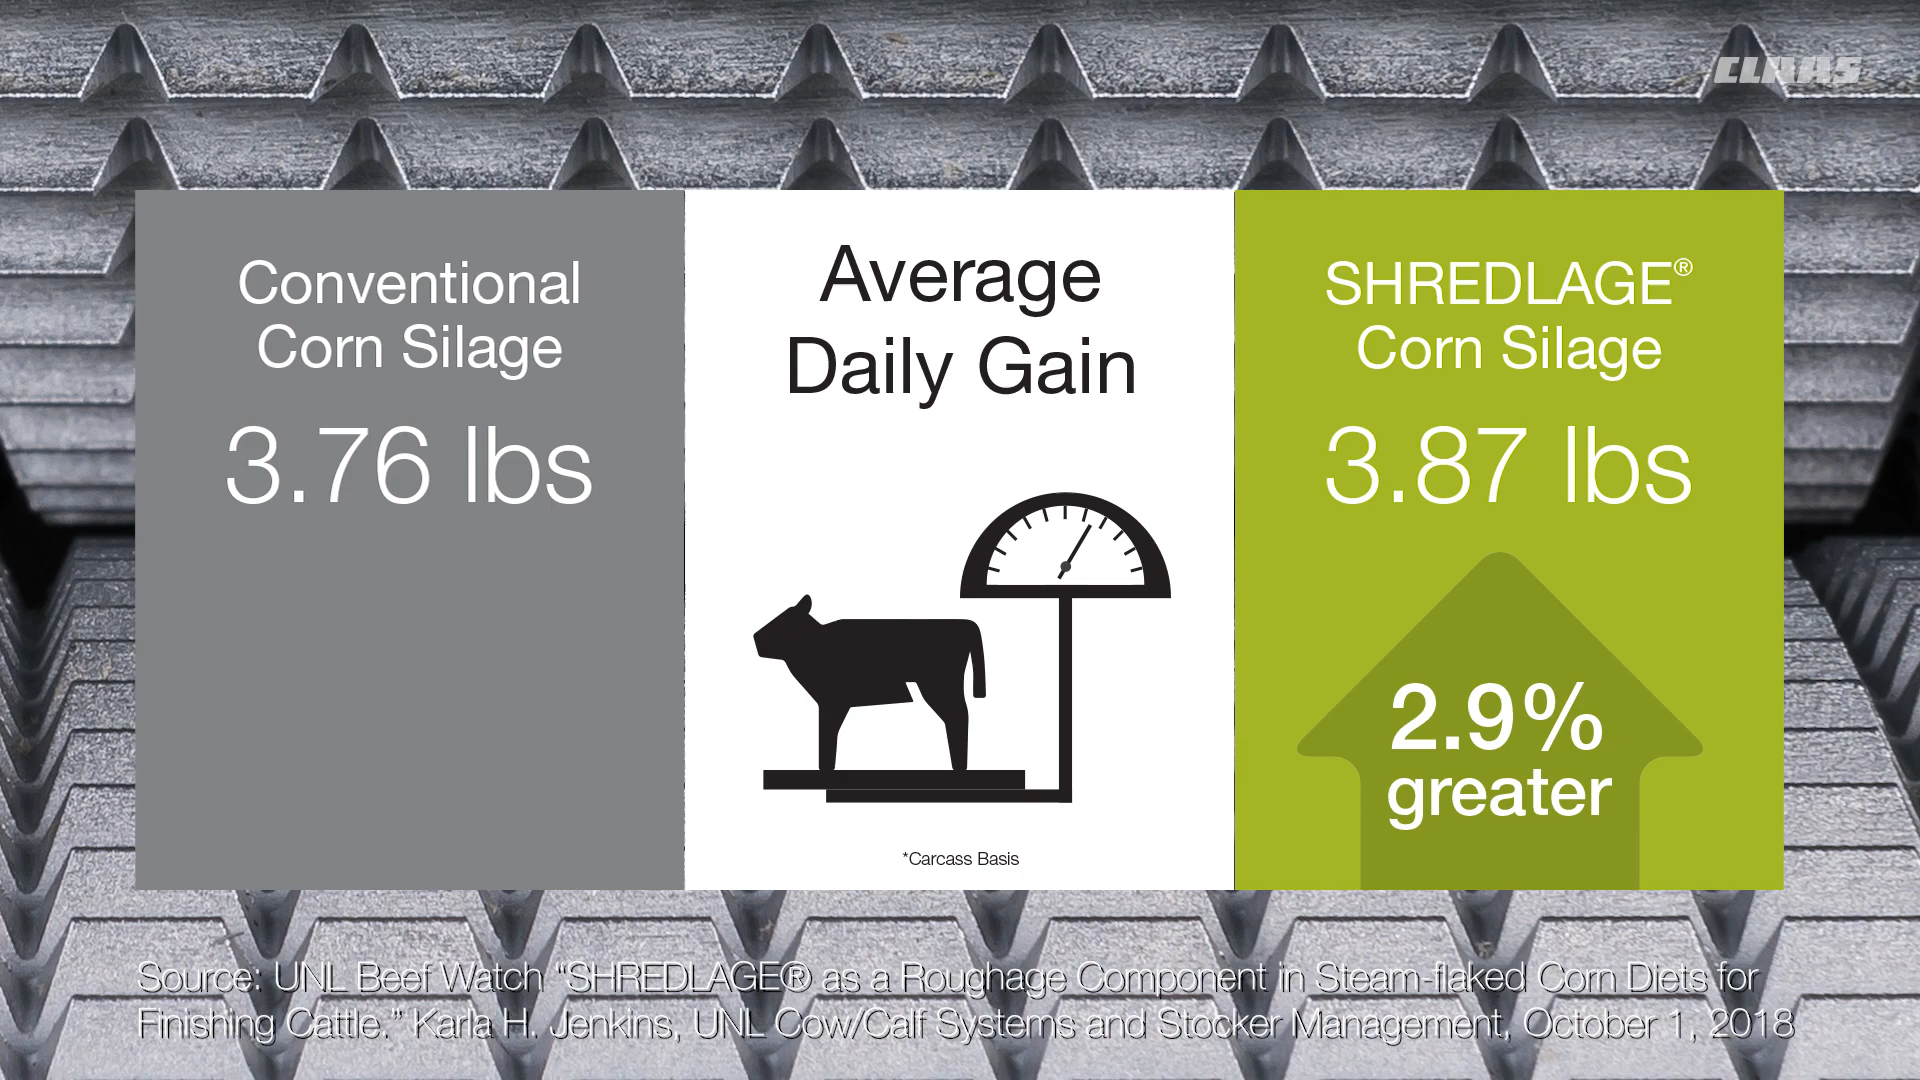 CLAAS
Conventional
Corn Silage
3.76 lbs
Average
Daily Gain
*Carcass Basis
SHREDLAGE®
Corn Silage
3.87 lbs
2.9%
greater
Source: UNL Beef Watch “SHREDLAGE® as a Roughage Component in Steam-flaked Corn Diets for
Finishing Cattle.” Karla H. Jenkins, UNL Cow/Calf Systems and Stocker Management, October 1, 2018